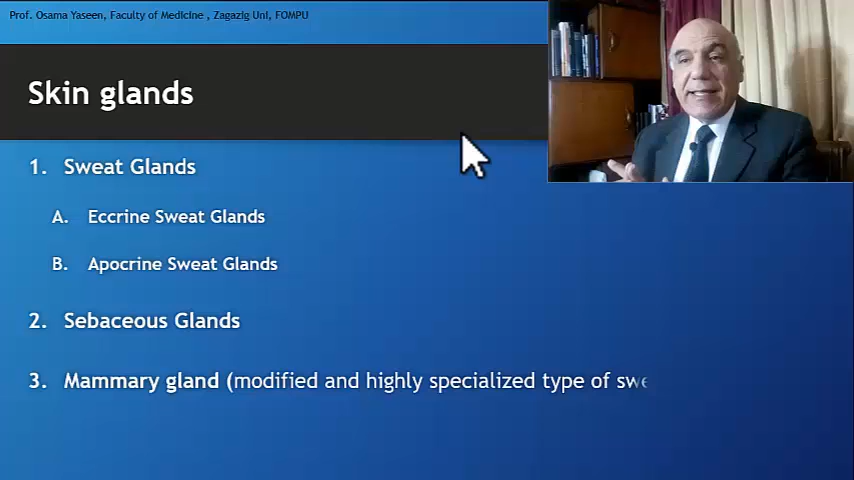 Prof. Osama Yaseen, Faculty of Medicine , Zagazig Uni, FOMPU
Skin glands
1. Sweat Glands
A. Eccrine Sweat Glands
B. Apocrine Sweat Glands
2. Sebaceous Glands
3. Mammary gland (modified and highly specialized type of